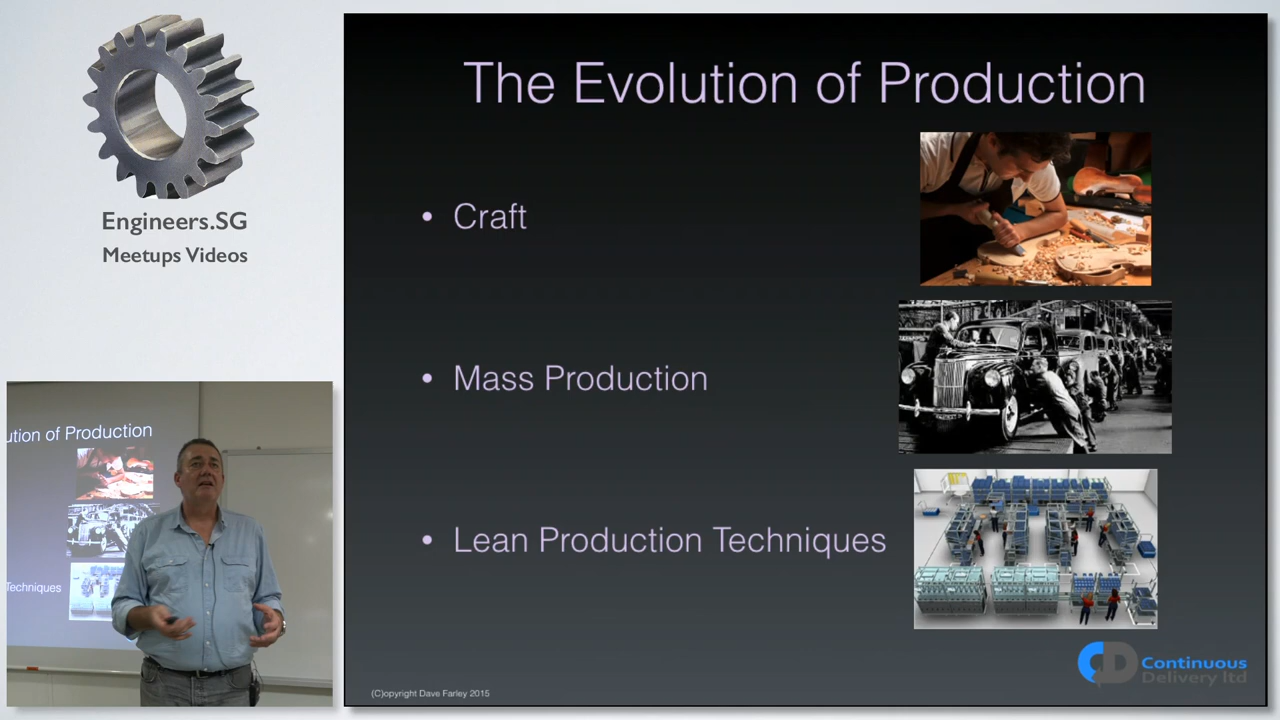 Engineers.SG
Meetups Videos
ution of Production
Techniques
The Evolution of Production
• Craft
• Mass Production
• Lean Production Techniques
(C)opyright Dave Farley 2015
CD Continuous
Delivery ltd